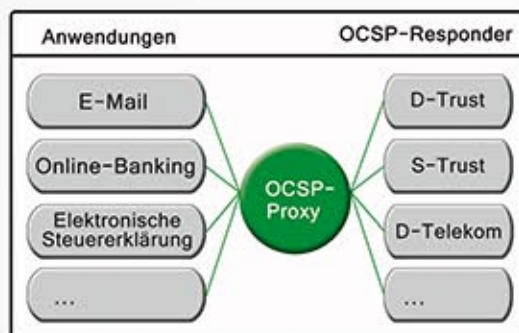 Anwendungen
OCSP-Responder
E-Mail
Online-Banking
Elektronische
Steuererklärung
...
OCSP-
Proxy
D-Trust
S-Trust
D-Telekom
...